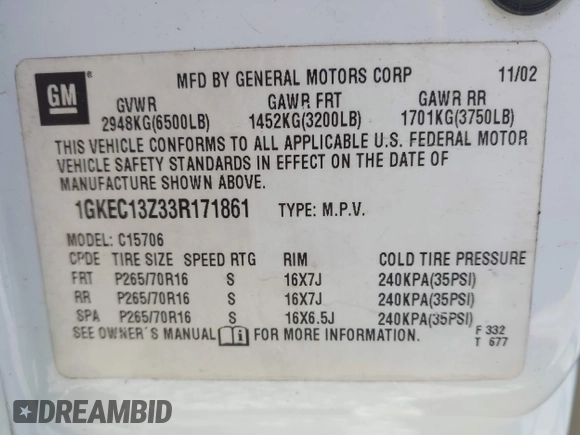 GM
MFD BY GENERAL MOTORS CORP 11/02
GVWR GAWR FRT GAWR RR
2948KG(6500LB) 1452KG(3200LB) 1701KG(3750LB)
THIS VEHICLE CONFORMS TO ALL APPLICABLE U.S. FEDERAL MOTOR
VEHICLE SAFETY STANDARDS IN EFFECT ON THE DATE OF
MANUFACTURE SHOWN ABOVE.
1GKEC13Z33R171861 TYPE: M.P.V.
MODEL: C15706
CPDE TIRE SIZE SPEED RTG RIM COLD TIRE PRESSURE
FRT P265/70R16 S 16X7J 240KPA(35PSI)
RR P265/70R16 S 16X7J 240KPA(35PSI)
SPA P265/70R16 S 16X6.5J 240KPA(35PSI)
SEE OWNER'S MANUAL FOR MORE INFORMATION.
F 332
T 677
DREAMBID